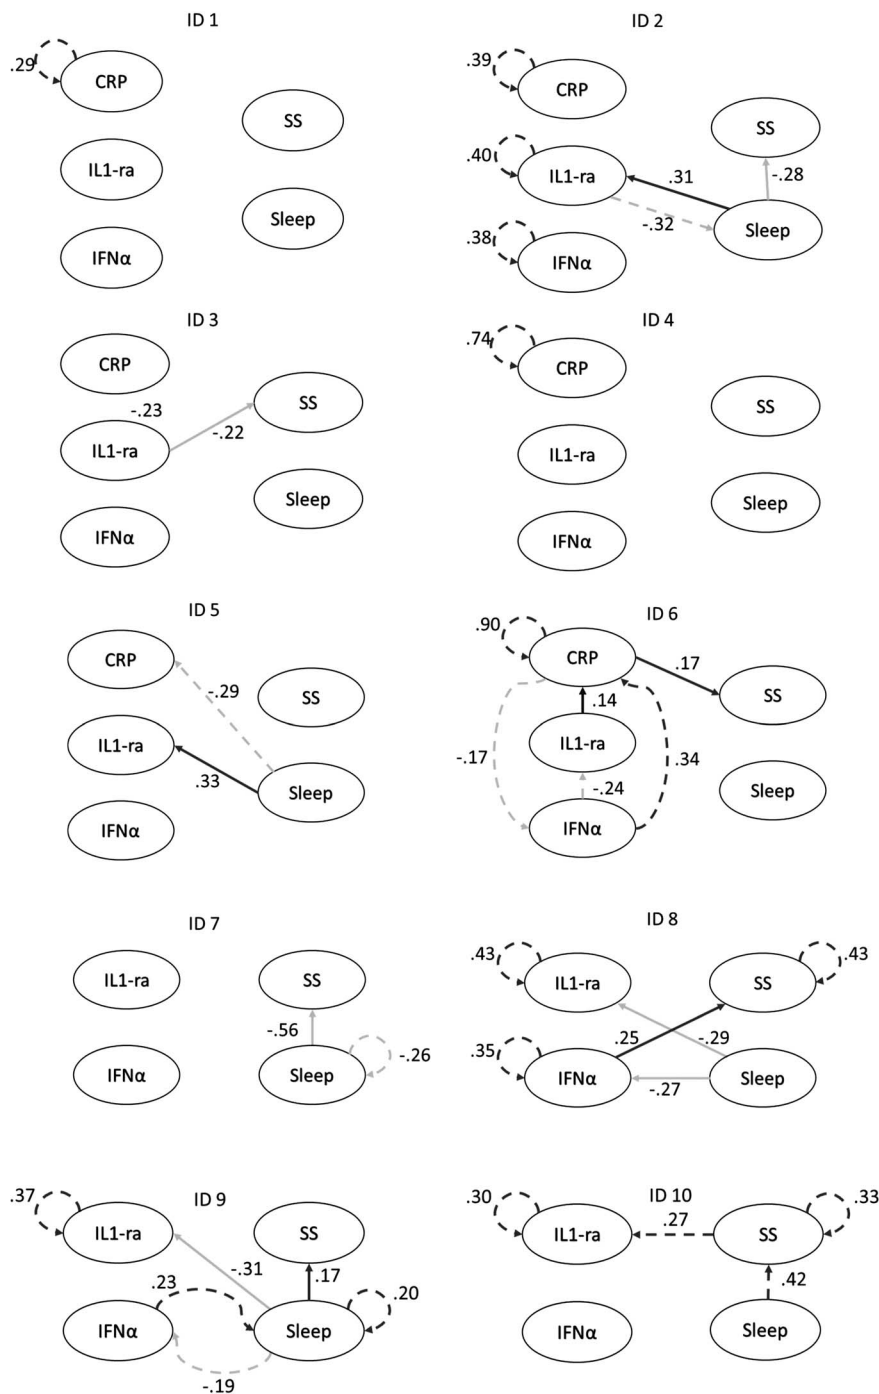 ID 1
.29
CRP
SS
IL1-ra
Sleep
IFNα
ID 2
.39
CRP
SS
.40
IL1-ra
.31
-.28
-.32
Sleep
.38
IFNα
ID 3
CRP
SS
-.23
-.22
IL1-ra
Sleep
IFNα
ID 4
.74
CRP
SS
IL1-ra
Sleep
IFNα
ID 5
CRP
-.29
SS
IL1-ra
.33
Sleep
IFNα
ID 6
.90
CRP
.17
SS
.14
IL1-ra
-.17
.34
-.24
Sleep
IFNα
ID 7
IL1-ra
SS
-.56
-.26
IFNα
Sleep
ID 8
.43
IL1-ra
SS
.43
.25
-.29
.35
IFNα
-.27
Sleep
ID 9
.37
IL1-ra
SS
-.31
.17
.23
.20
IFNα
Sleep
-.19
ID 10
.30
IL1-ra
.27
SS
.33
.42
IFNα
Sleep